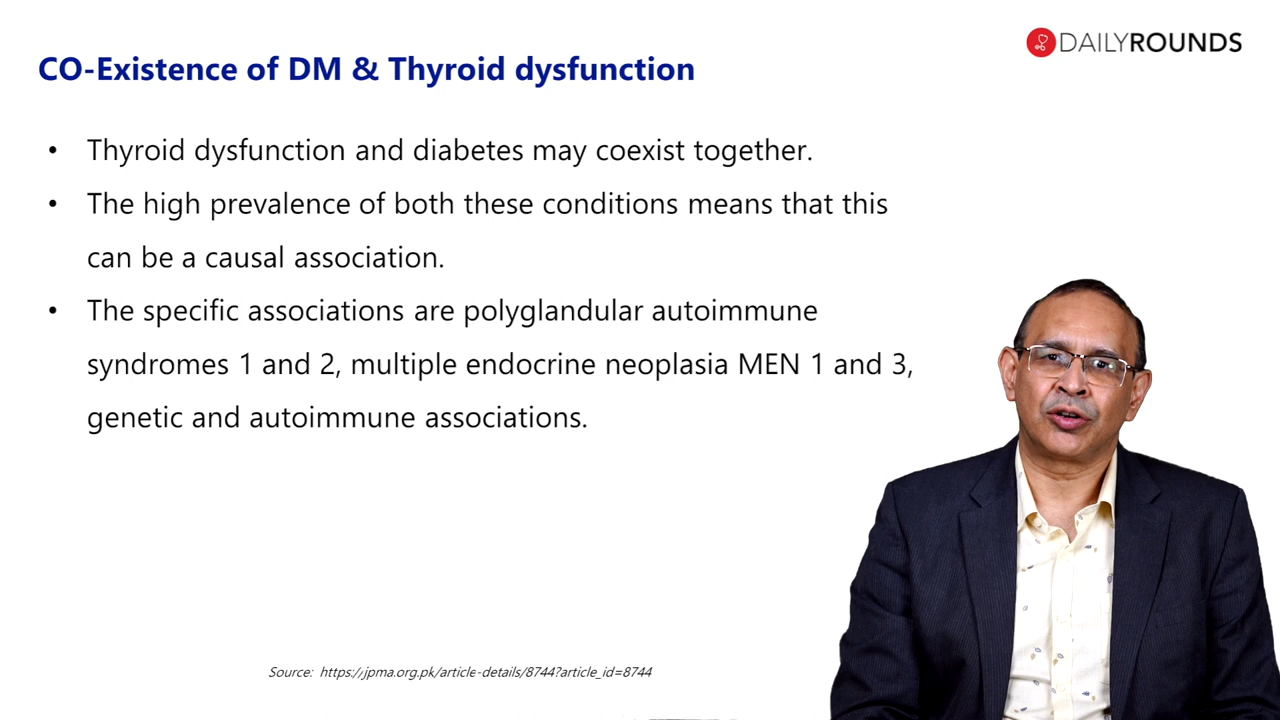 DAILYROUNDS
CO-Existence of DM & Thyroid dysfunction
• Thyroid dysfunction and diabetes may coexist together.
• The high prevalence of both these conditions means that this
can be a causal association.
• The specific associations are polyglandular autoimmune
syndromes 1 and 2, multiple endocrine neoplasia MEN 1 and 3,
genetic and autoimmune associations.
Source: https://jpma.org.pk/article-details/8744?article_id=8744